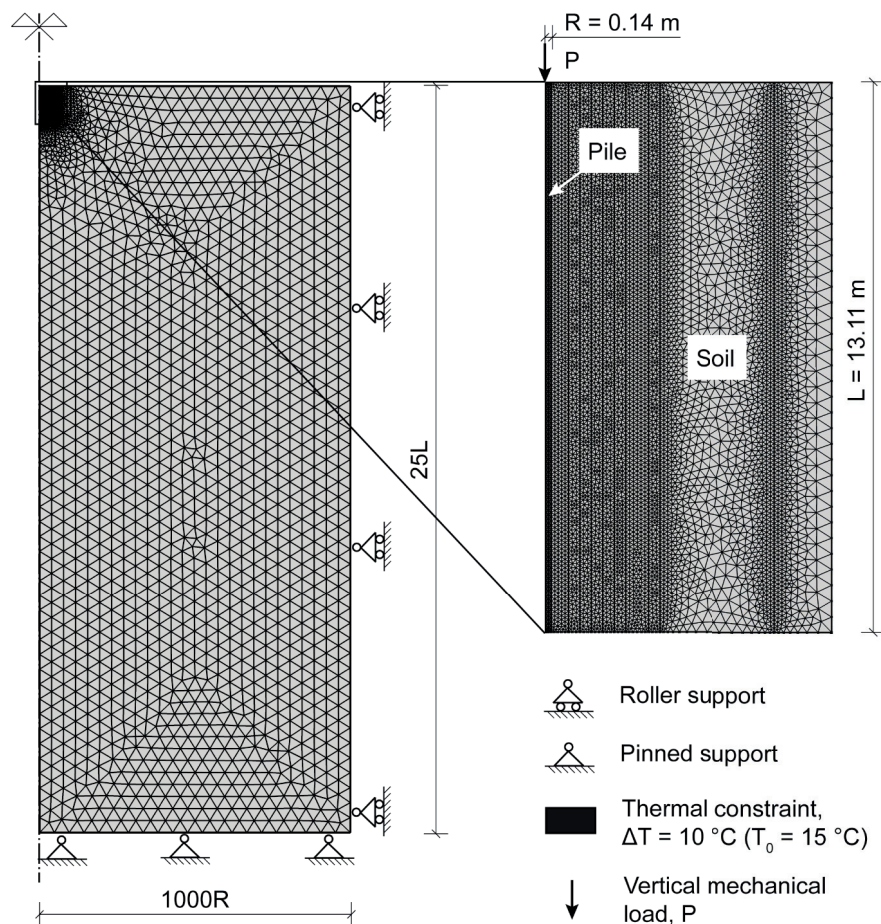 R = 0.14 m
P
Pile
Soil
L = 13.11 m
25L
1000R
Roller support
Pinned support
Thermal constraint,
ΔT = 10 °C (T₀ = 15 °C)
Vertical mechanical
load, P